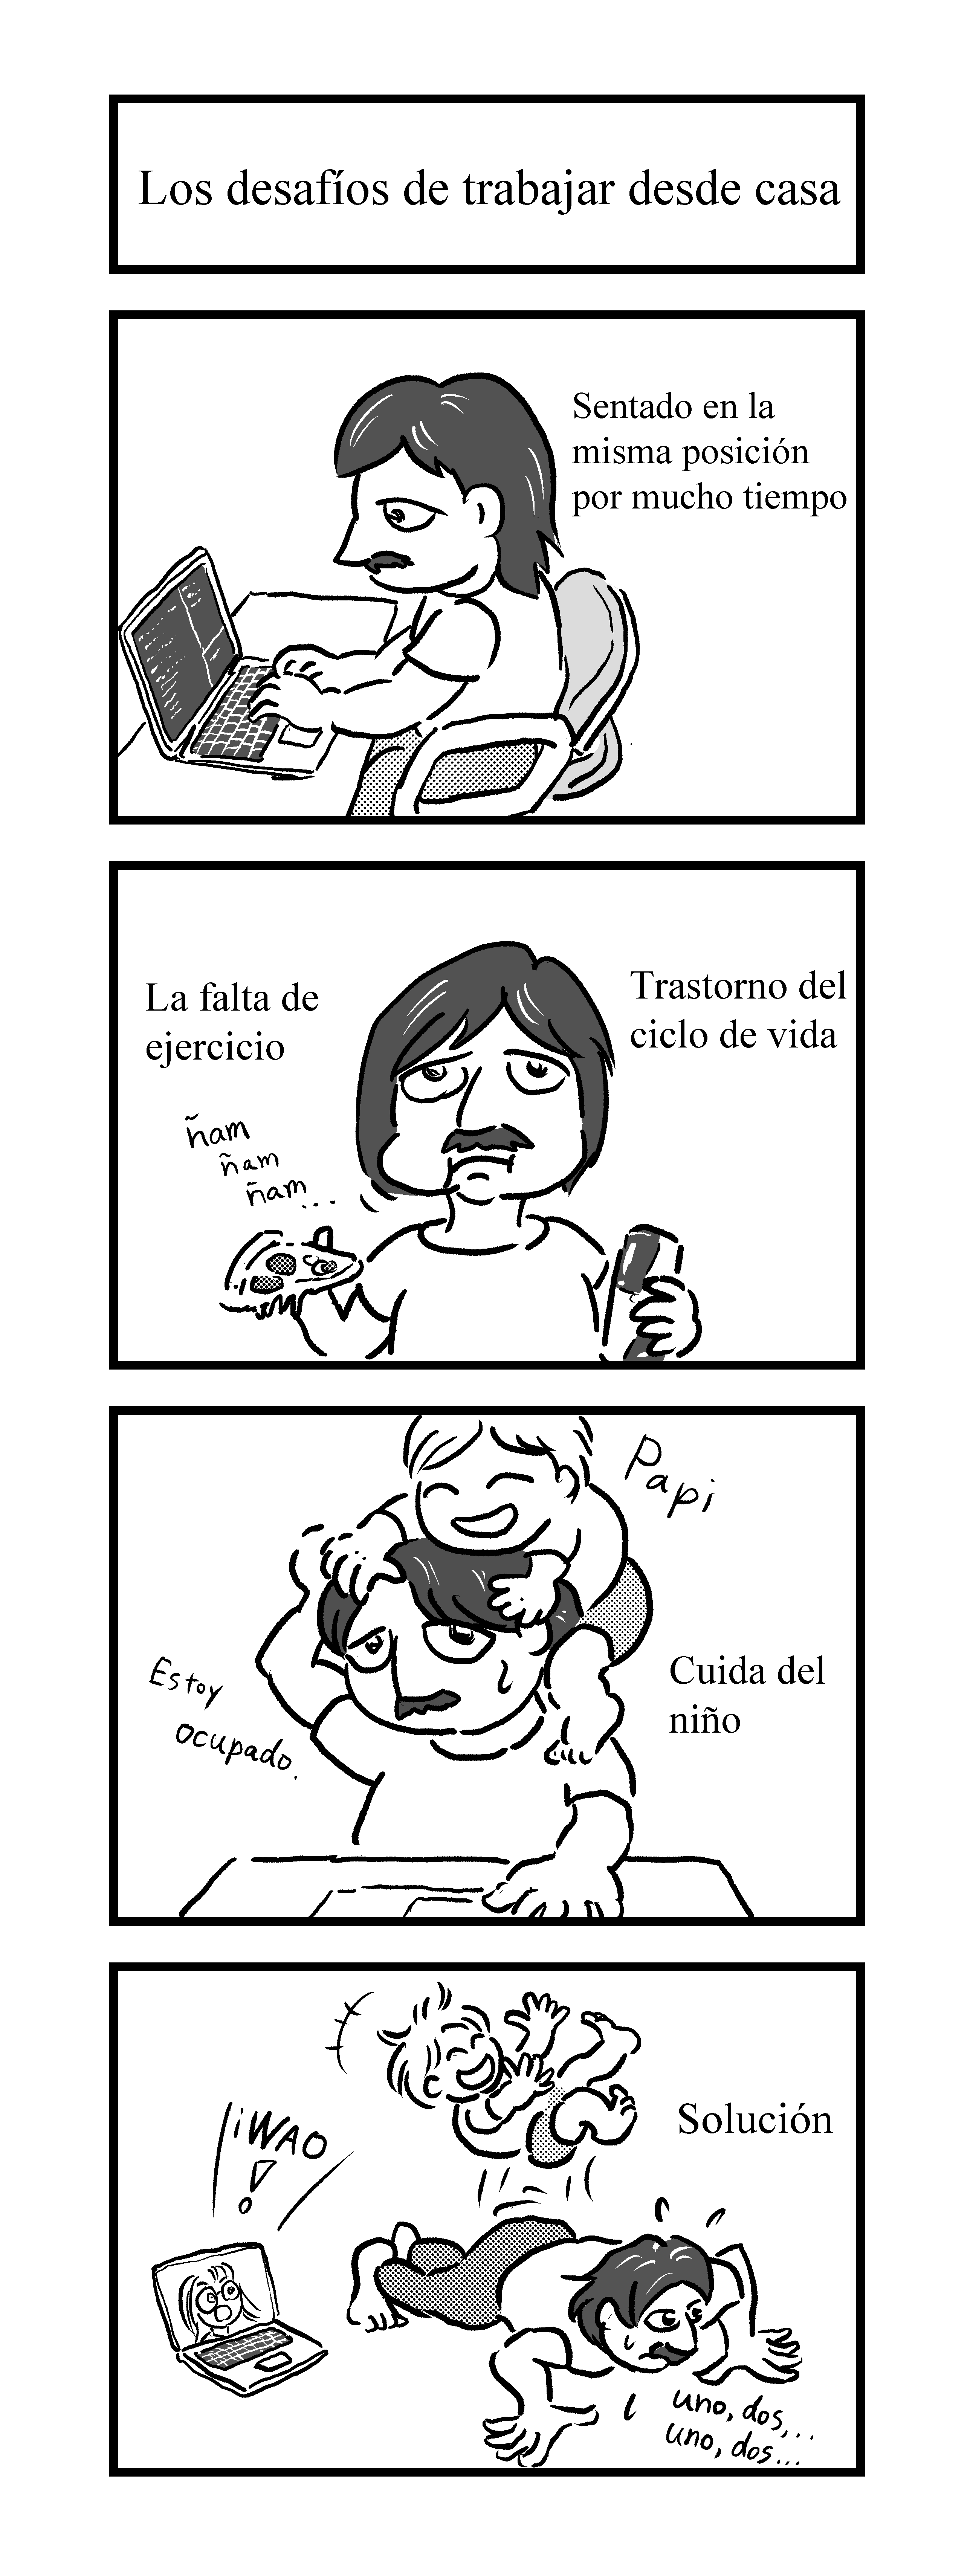 Los desafíos de trabajar desde casa
Sentado en la
misma posición
por mucho tiempo
La falta de
ejercicio
Trastorno del
ciclo de vida
ñam
ñam
ñam...
Papi
Estoy
ocupado.
Cuida del
niño
Solución
¡WAO
!
uno, dos,..
uno, dos...